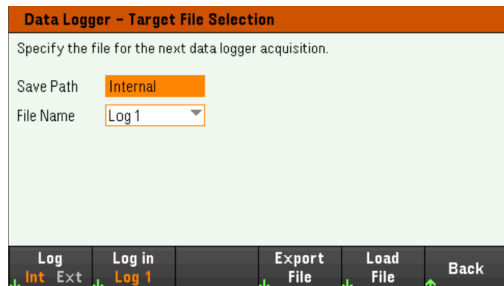 Data Logger – Target File Selection
Specify the file for the next data logger acquisition.
Save Path Internal
File Name Log 1
Log Log in Export Load Back
Int Ext Log 1 File File